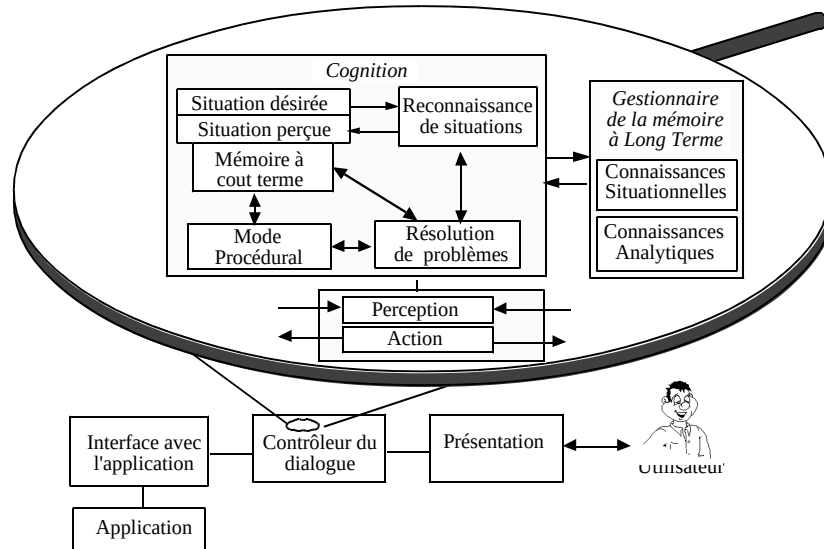 Cognition
Situation désirée
Situation perçue
Reconnaissance
de situations
Mémoire à
cout terme
Mode
Procédural
Résolution
de problèmes
Gestionnaire
de la mémoire
à Long Terme
Connaissances
Situationnelles
Connaissances
Analytiques
Perception
Action
Interface avec
l'application
Contrôleur du
dialogue
Présentation
Utilisateur
Application